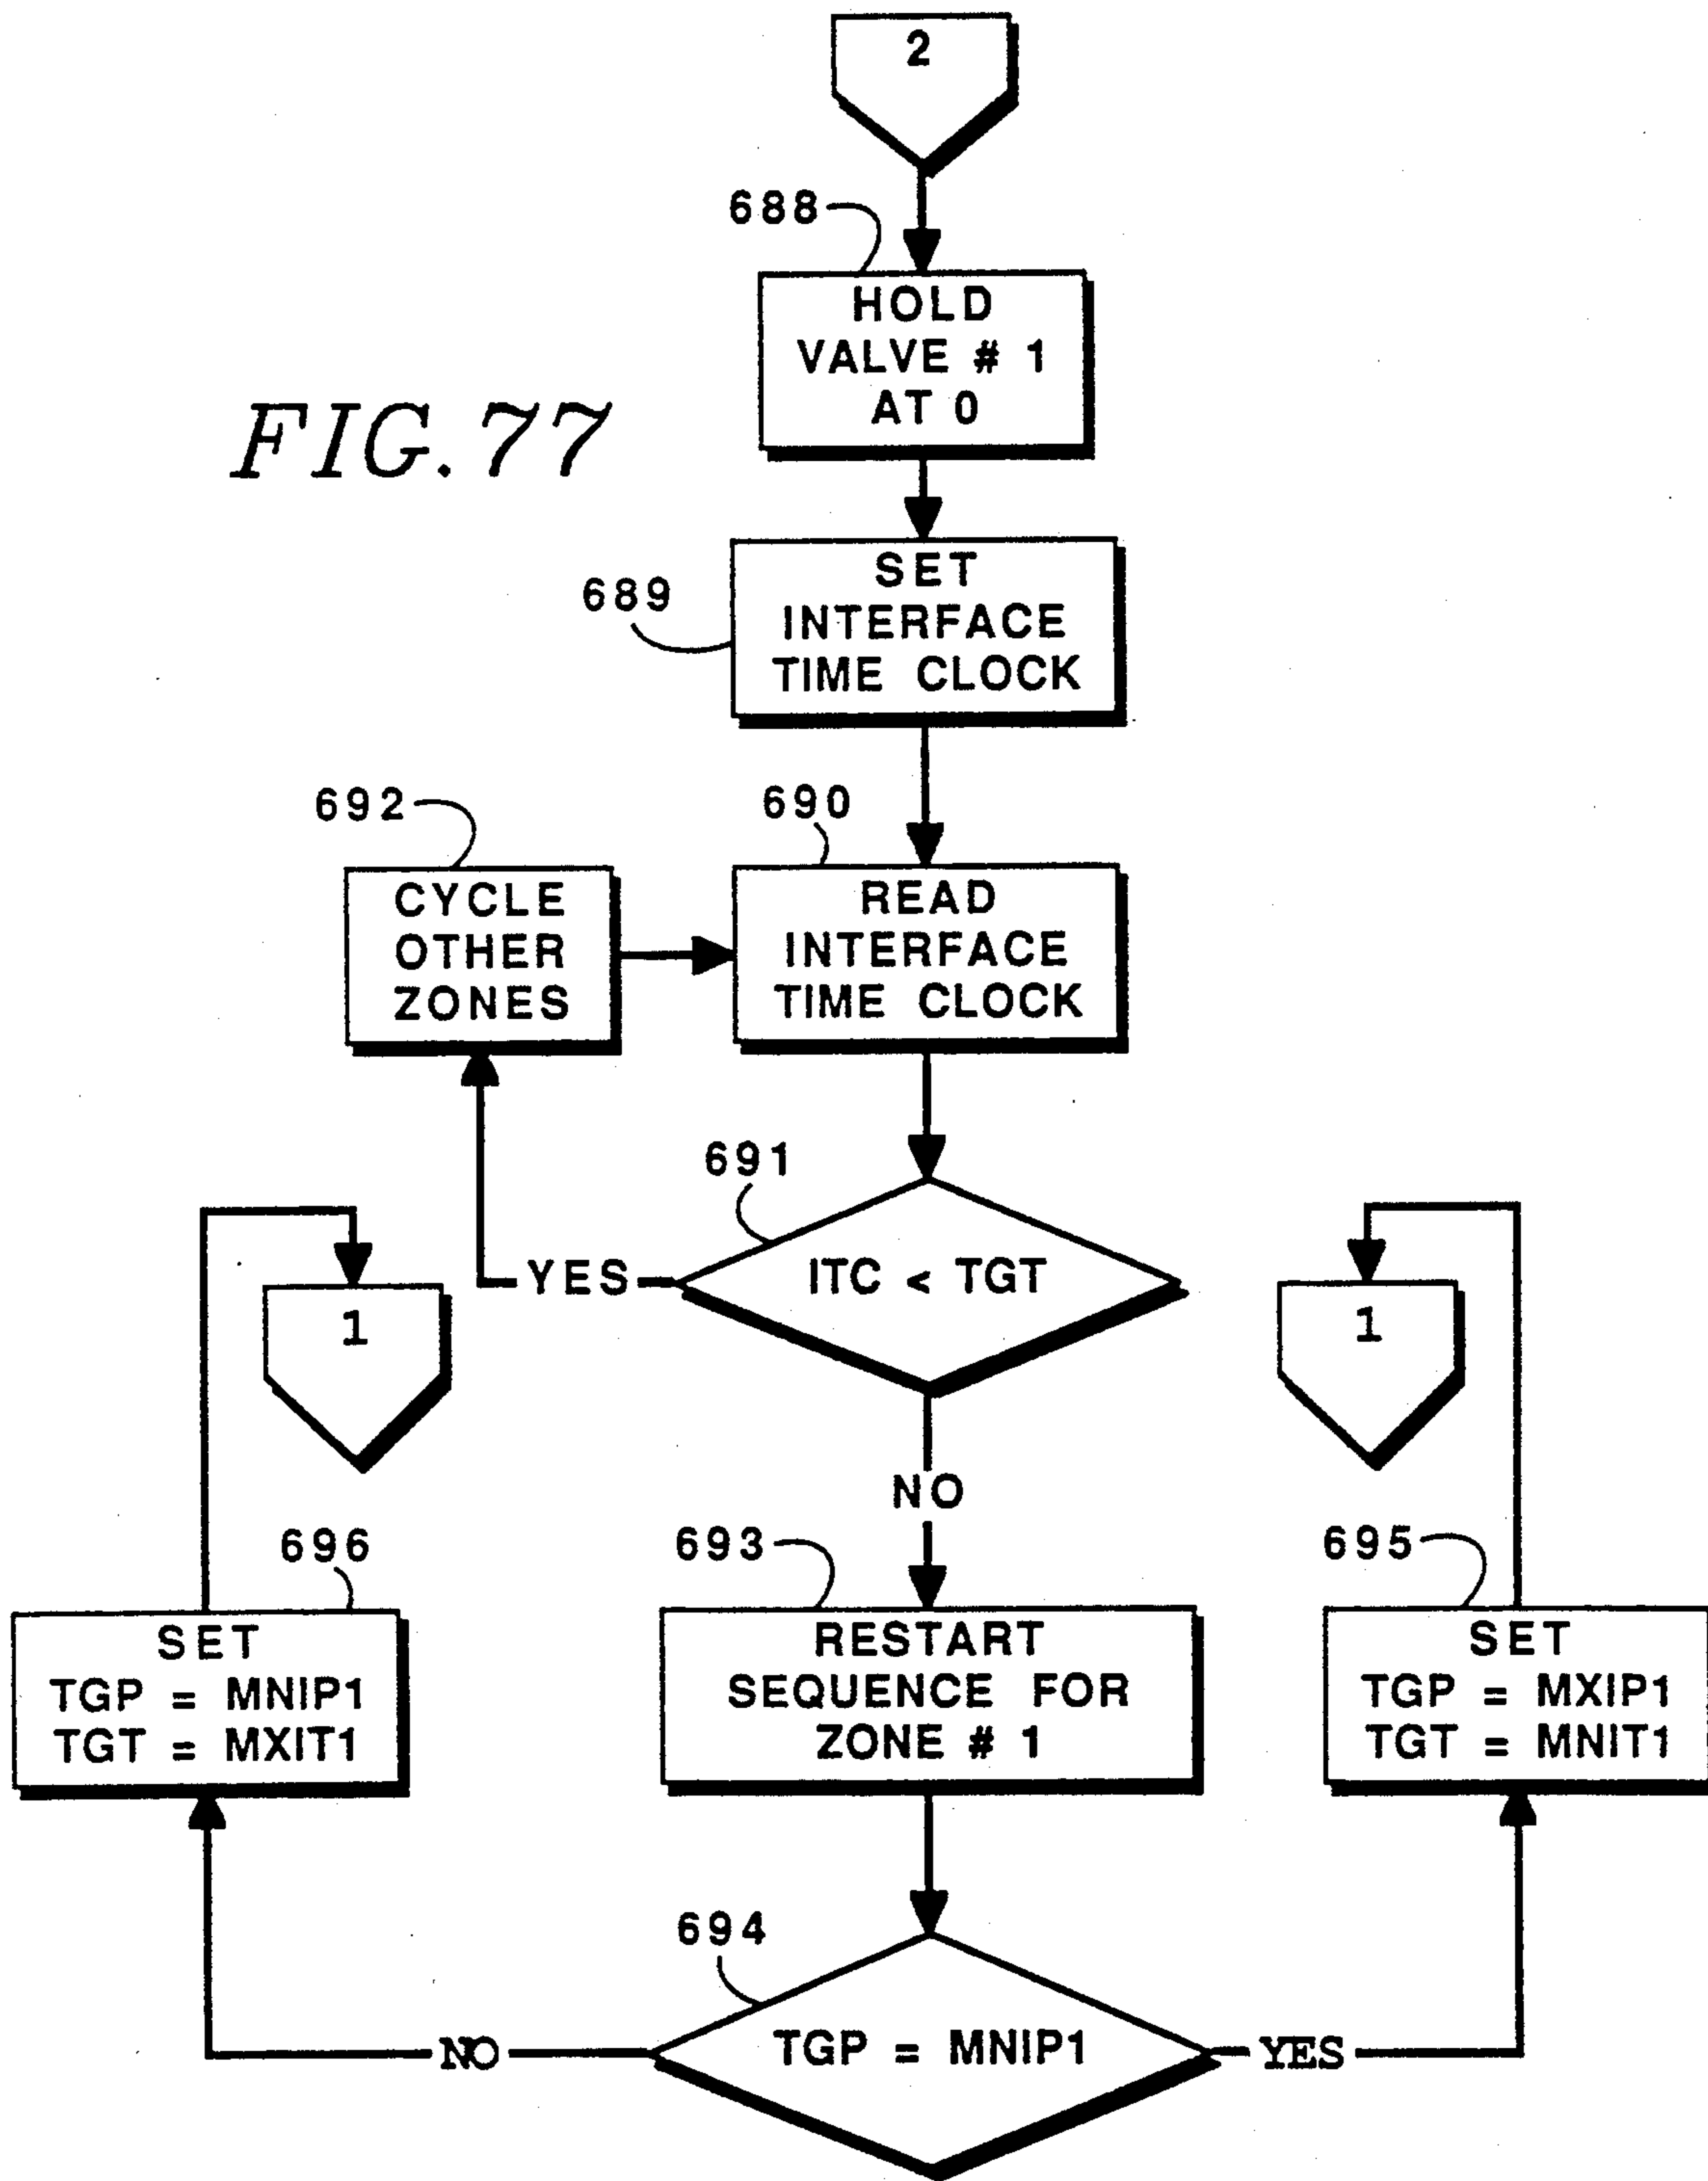 2
688
HOLD
VALVE # 1
AT 0
FIG. 77
689
SET
INTERFACE
TIME CLOCK
692
690
CYCLE
OTHER
ZONES
READ
INTERFACE
TIME CLOCK
691
YES
ITC < TGT
1
1
NO
696
693
695
SET
TGP = MNIP1
TGT = MXIT1
RESTART
SEQUENCE FOR
ZONE # 1
SET
TGP = MXIP1
TGT = MNIT1
694
NO
TGP = MNIP1
YES